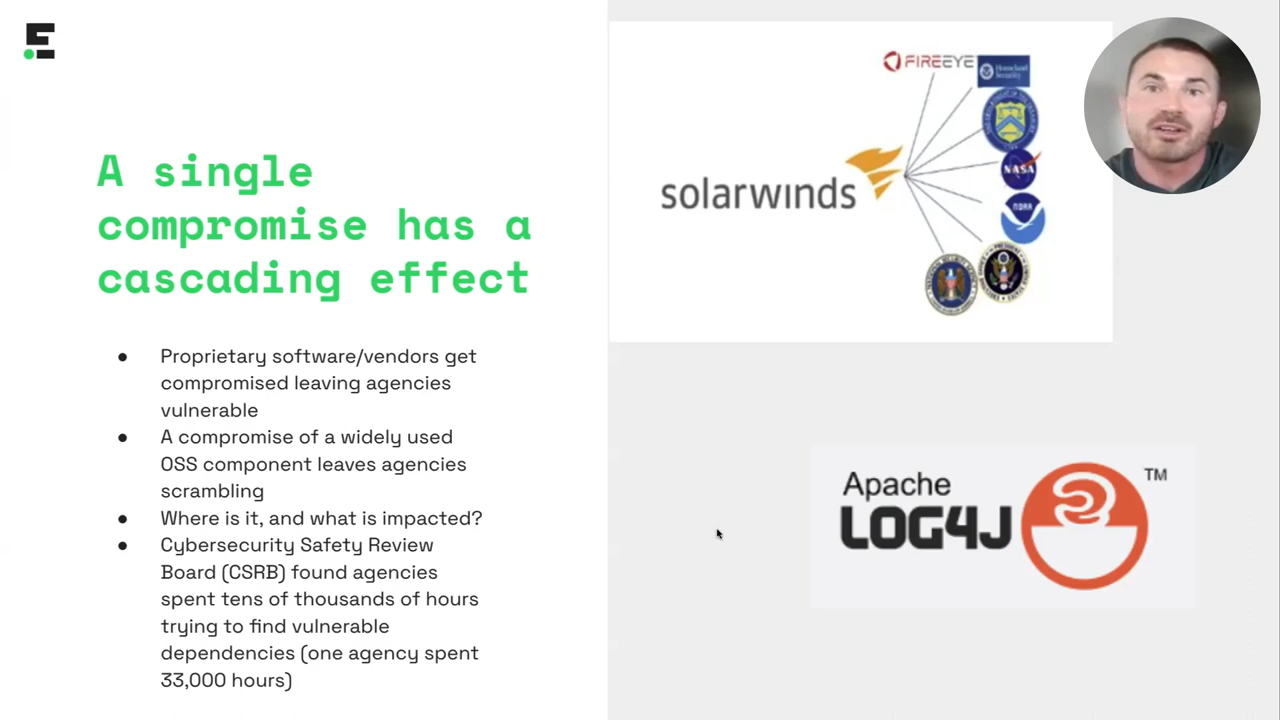 A single
compromise has a
cascading effect
● Proprietary software/vendors get
compromised leaving agencies
vulnerable
● A compromise of a widely used
OSS component leaves agencies
scrambling
● Where is it, and what is impacted?
● Cybersecurity Safety Review
Board (CSRB) found agencies
spent tens of thousands of hours
trying to find vulnerable
dependencies (one agency spent
33,000 hours)
FIREEYE
Homeland
Security
NASA
NOAA
solarwinds
Apache
LOG4J
TM